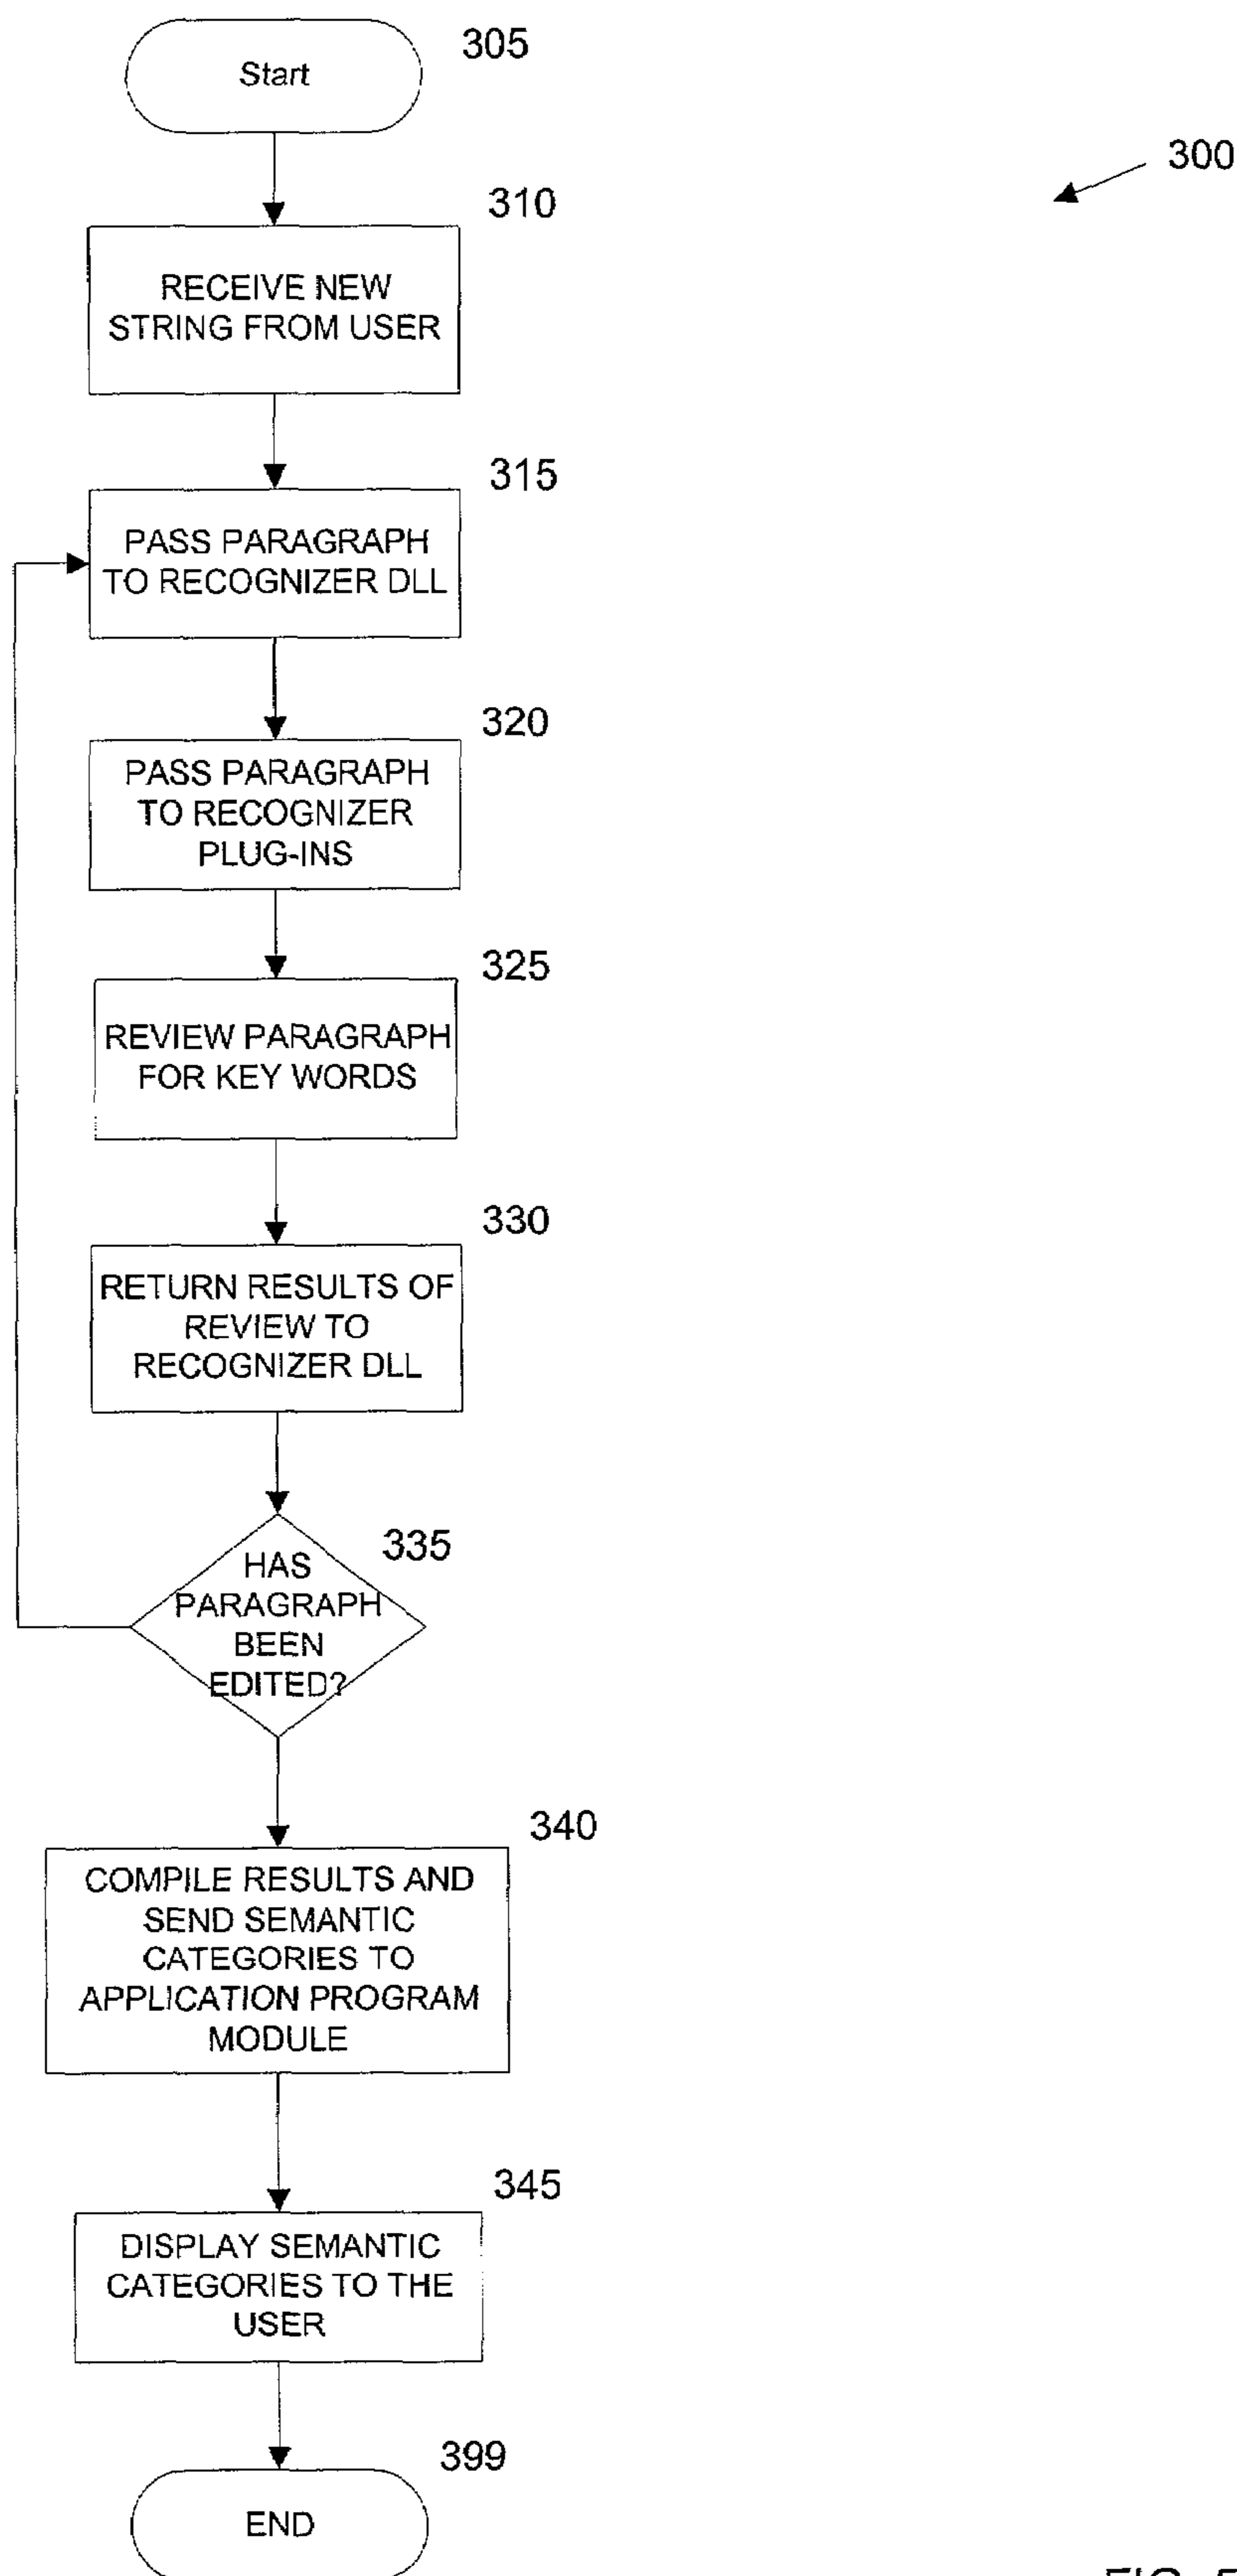 305
Start
300
310
RECEIVE NEW
STRING FROM USER
315
PASS PARAGRAPH
TO RECOGNIZER DLL
320
PASS PARAGRAPH
TO RECOGNIZER
PLUG-INS
325
REVIEW PARAGRAPH
FOR KEY WORDS
330
RETURN RESULTS OF
REVIEW TO
RECOGNIZER DLL
335
HAS
PARAGRAPH
BEEN
EDITED?
340
COMPILE RESULTS AND
SEND SEMANTIC
CATEGORIES TO
APPLICATION PROGRAM
MODULE
345
DISPLAY SEMANTIC
CATEGORIES TO THE
USER
399
END